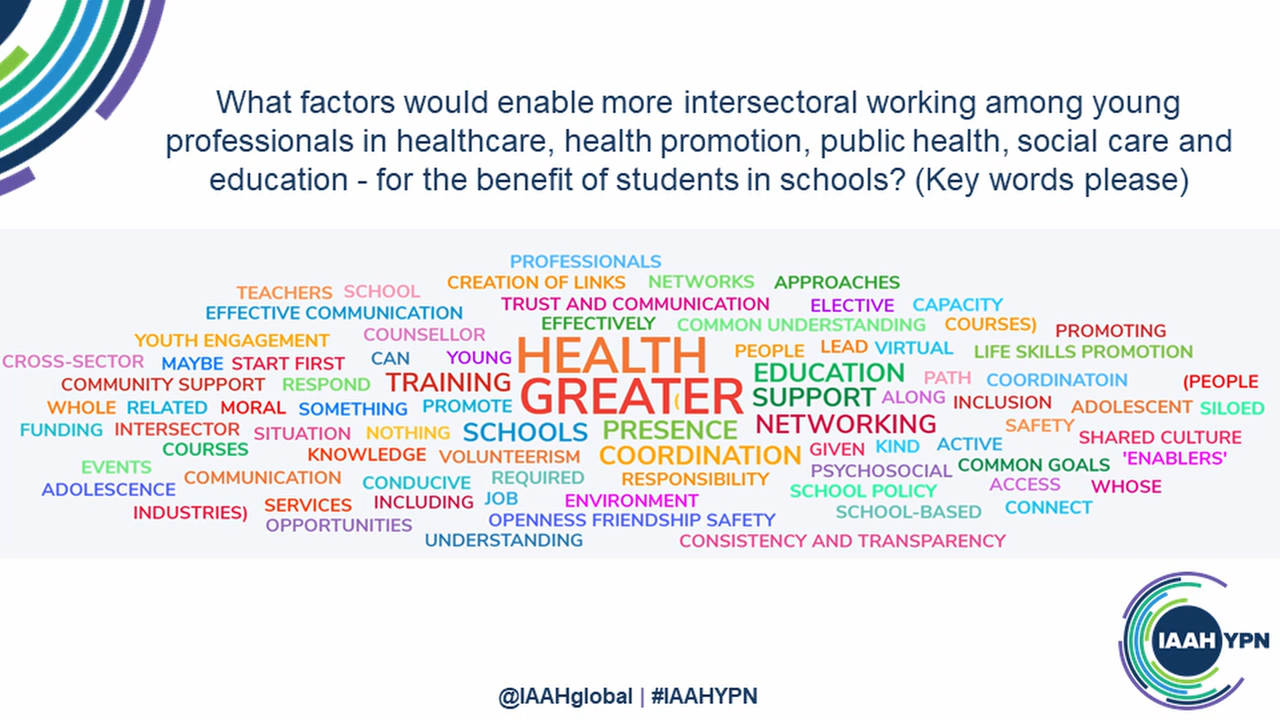 What factors would enable more intersectoral working among young
professionals in healthcare, health promotion, public health, social care and
education - for the benefit of students in schools? (Key words please)
PROFESSIONALS
CREATION OF LINKS NETWORKS APPROACHES
TEACHERS SCHOOL TRUST AND COMMUNICATION ELECTIVE CAPACITY
EFFECTIVE COMMUNICATION EFFECTIVELY COMMON UNDERSTANDING COURSES) PROMOTING
YOUTH ENGAGEMENT COUNSELLOR HEALTH PEOPLE LEAD VIRTUAL LIFE SKILLS PROMOTION
CROSS-SECTOR MAYBE START FIRST CAN YOUNG EDUCATION PATH COORDINATOIN (PEOPLE
COMMUNITY SUPPORT RESPOND TRAINING GREATER ( SUPPORT ALONG INCLUSION ADOLESCENT SILOED
WHOLE RELATED MORAL SOMETHING PROMOTE NETWORKING SAFETY
FUNDING INTERSECTOR SITUATION NOTHING SCHOOLS PRESENCE SHARED CULTURE
COURSES KNOWLEDGE VOLUNTEERISM COORDINATION GIVEN KIND ACTIVE 'ENABLERS'
EVENTS COMMUNICATION CONDUCIVE REQUIRED RESPONSIBILITY PSYCHOSOCIAL COMMON GOALS
ADOLESCENCE SCHOOL POLICY ACCESS WHOSE
INDUSTRIES) SERVICES INCLUDING JOB ENVIRONMENT SCHOOL-BASED CONNECT
OPPORTUNITIES OPENNESS FRIENDSHIP SAFETY
UNDERSTANDING CONSISTENCY AND TRANSPARENCY
IAAH YPN
@IAAHglobal | #IAAHYPN